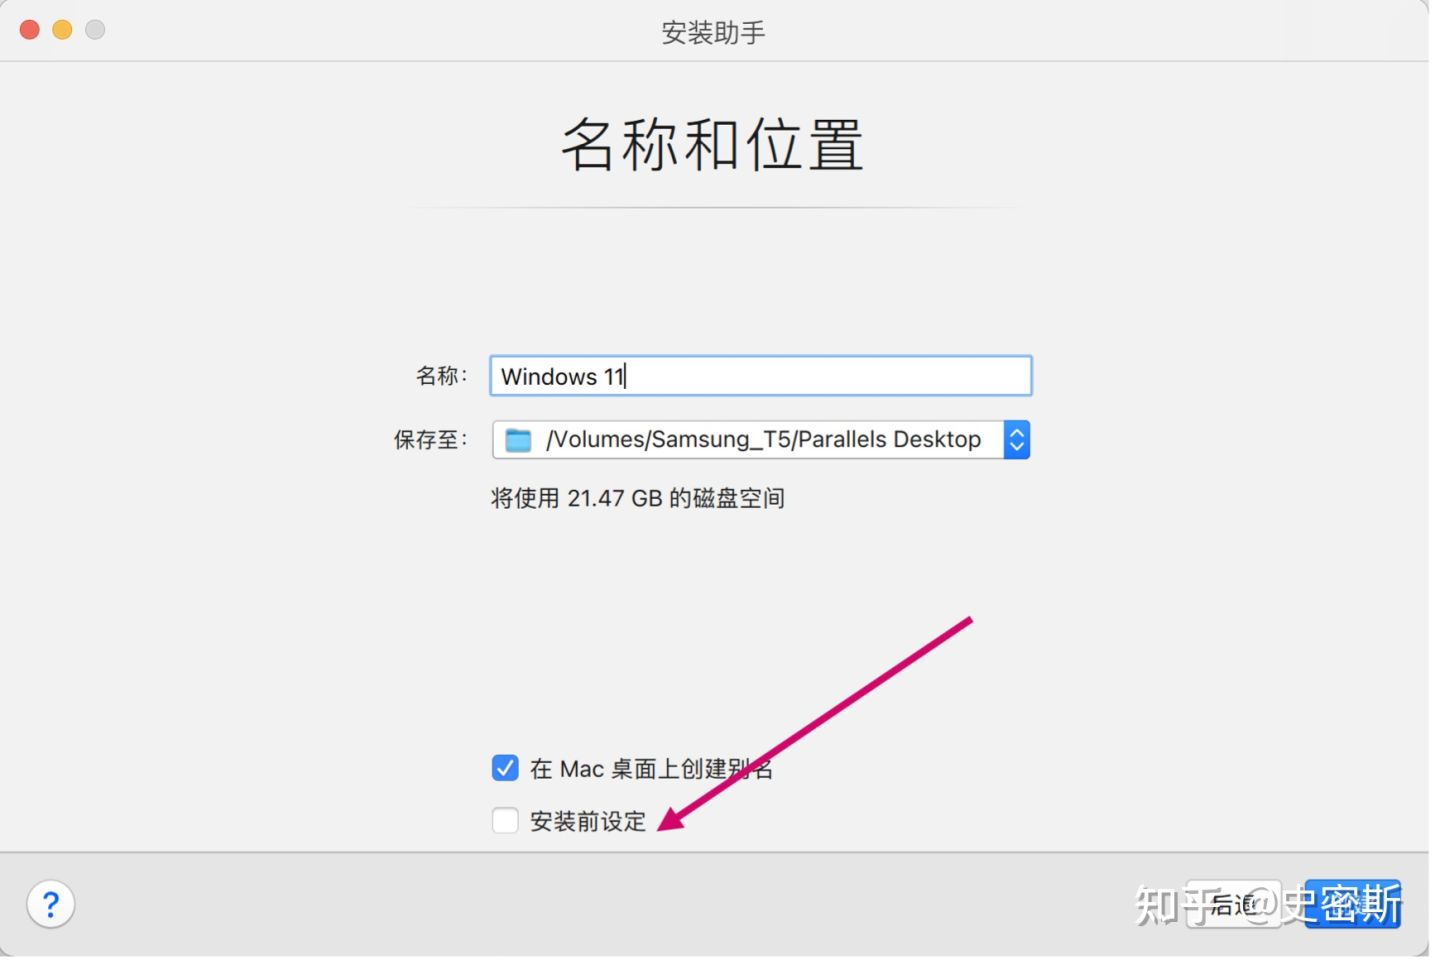 安装助手
名称和位置
名称：
Windows 11
保存至：
/Volumes/Samsung_T5/Parallels Desktop
将使用 21.47 GB 的磁盘空间
在 Mac 桌面上创建别名
安装前设定
?
后退
知乎 @史密斯